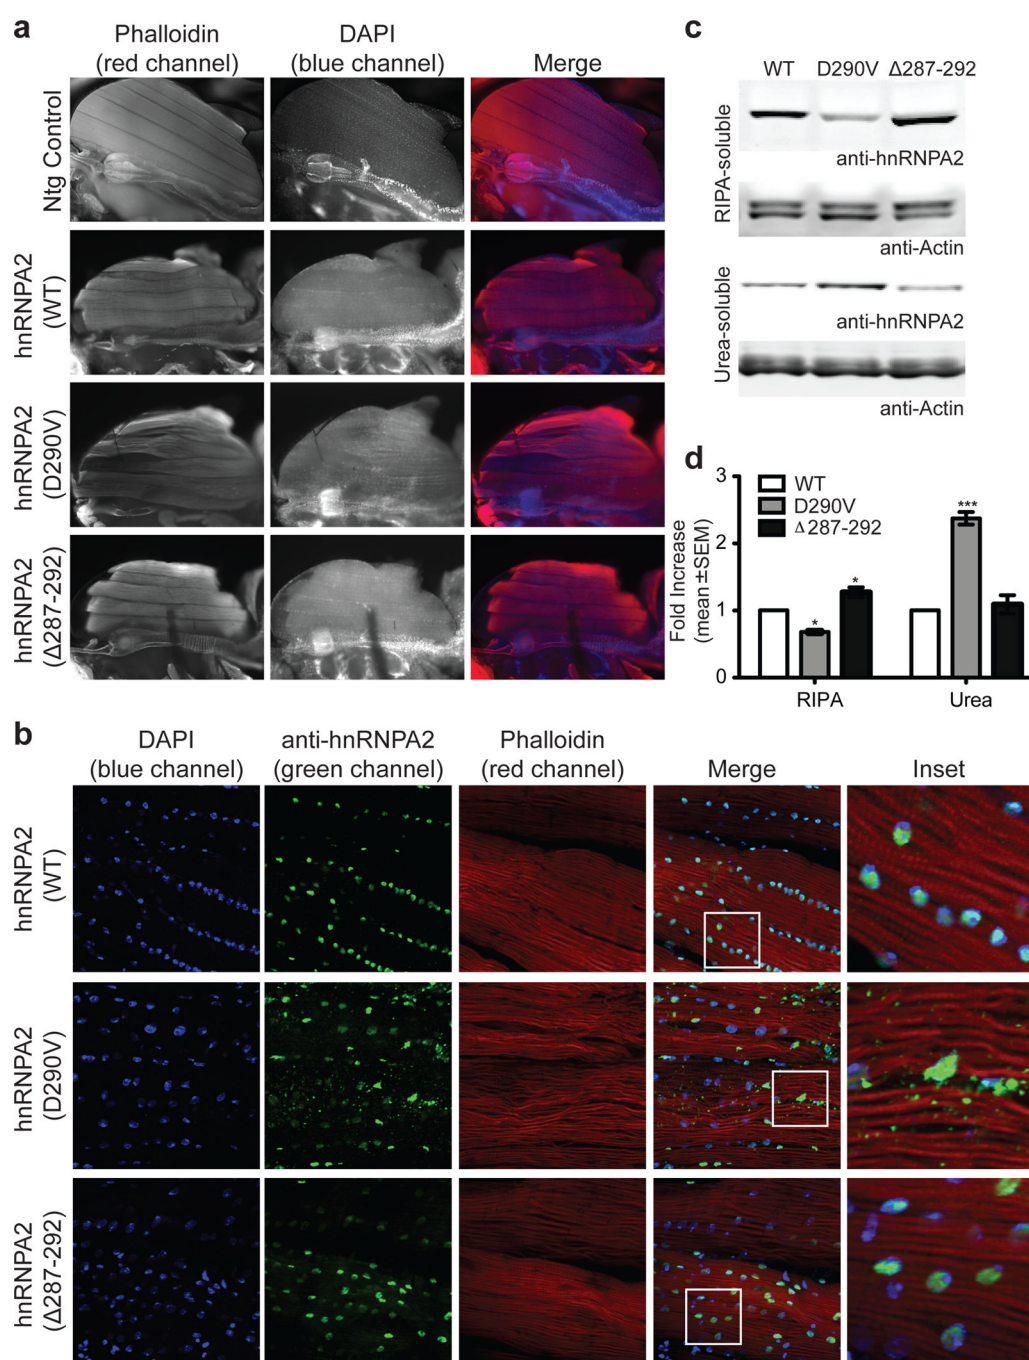 a
Phalloidin
(red channel)
DAPI
(blue channel)
Merge
Ntg Control
hnRNPA2
(WT)
hnRNPA2
(D290V)
hnRNPA2
(Δ287-292)
c
WT D290V Δ287-292
RIPA-soluble
anti-hnRNPA2
anti-Actin
Urea-soluble
anti-hnRNPA2
anti-Actin
d
Fold Increase
(mean ±SEM)
3
2
1
0
WT
D290V
Δ287-292
*
*
***
RIPA Urea
b
DAPI
(blue channel)
anti-hnRNPA2
(green channel)
Phalloidin
(red channel)
Merge
Inset
hnRNPA2
(WT)
hnRNPA2
(D290V)
hnRNPA2
(Δ287-292)